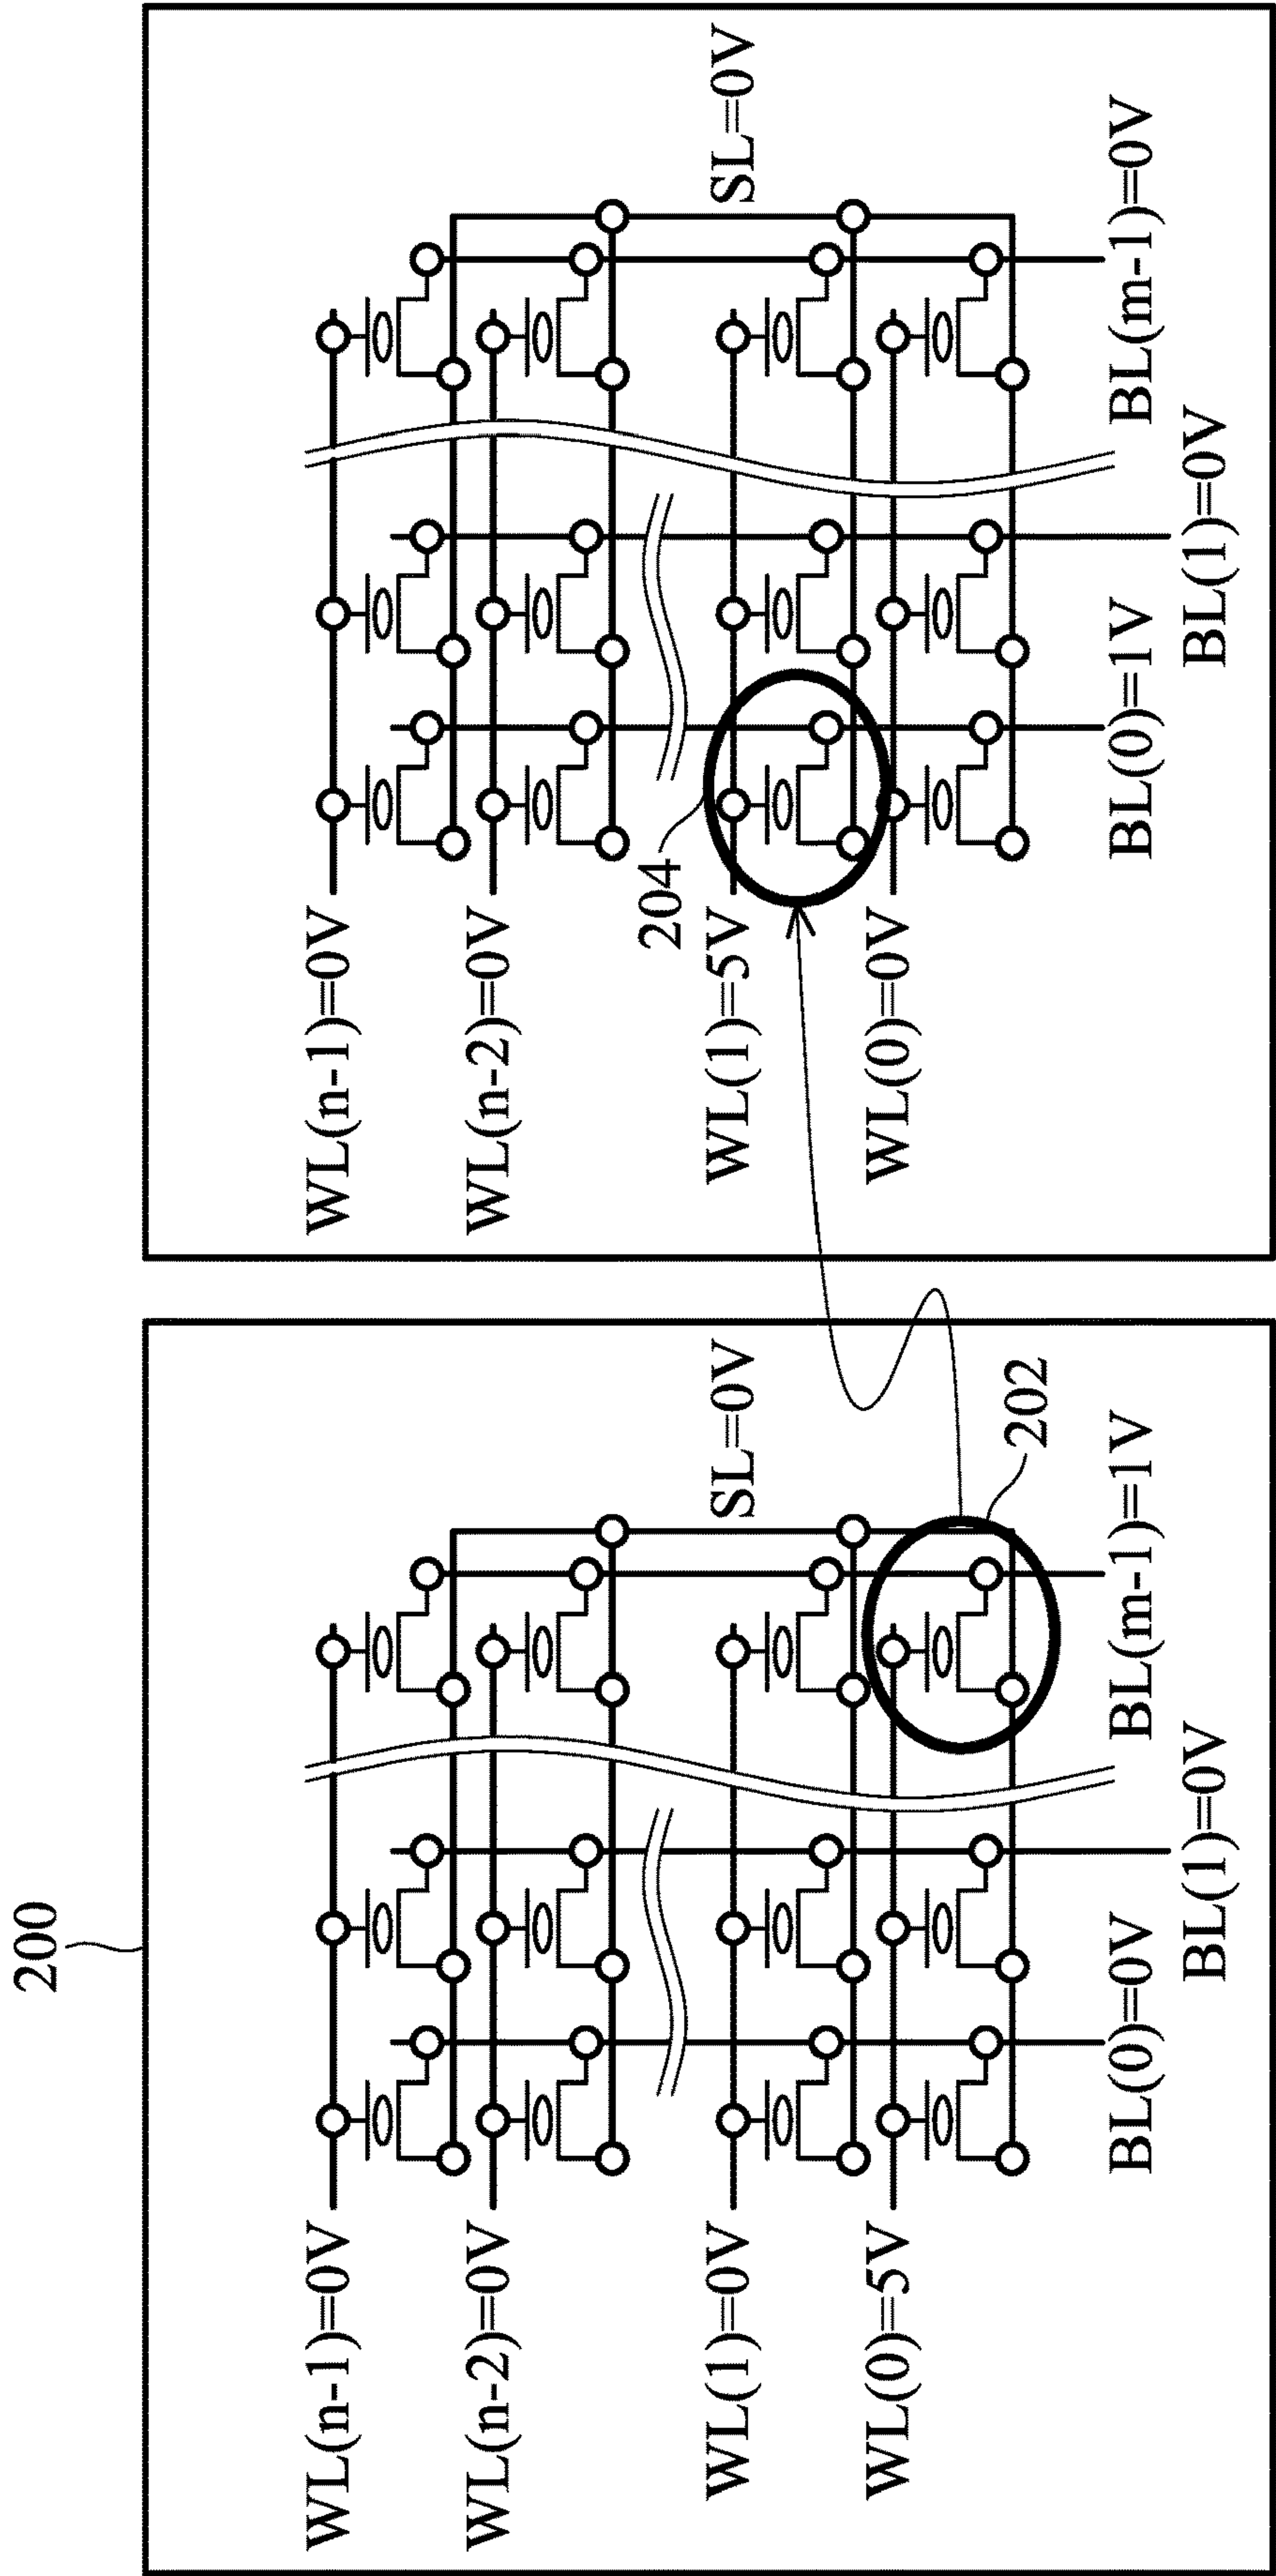 200
WL(n-1)=0V
WL(n-2)=0V
WL(1)=0V
WL(0)=5V
SL=0V
202
BL(0)=0V
BL(1)=0V
BL(m-1)=1V
WL(n-1)=0V
WL(n-2)=0V
204
WL(1)=5V
WL(0)=0V
SL=0V
BL(0)=1V
BL(1)=0V
BL(m-1)=0V